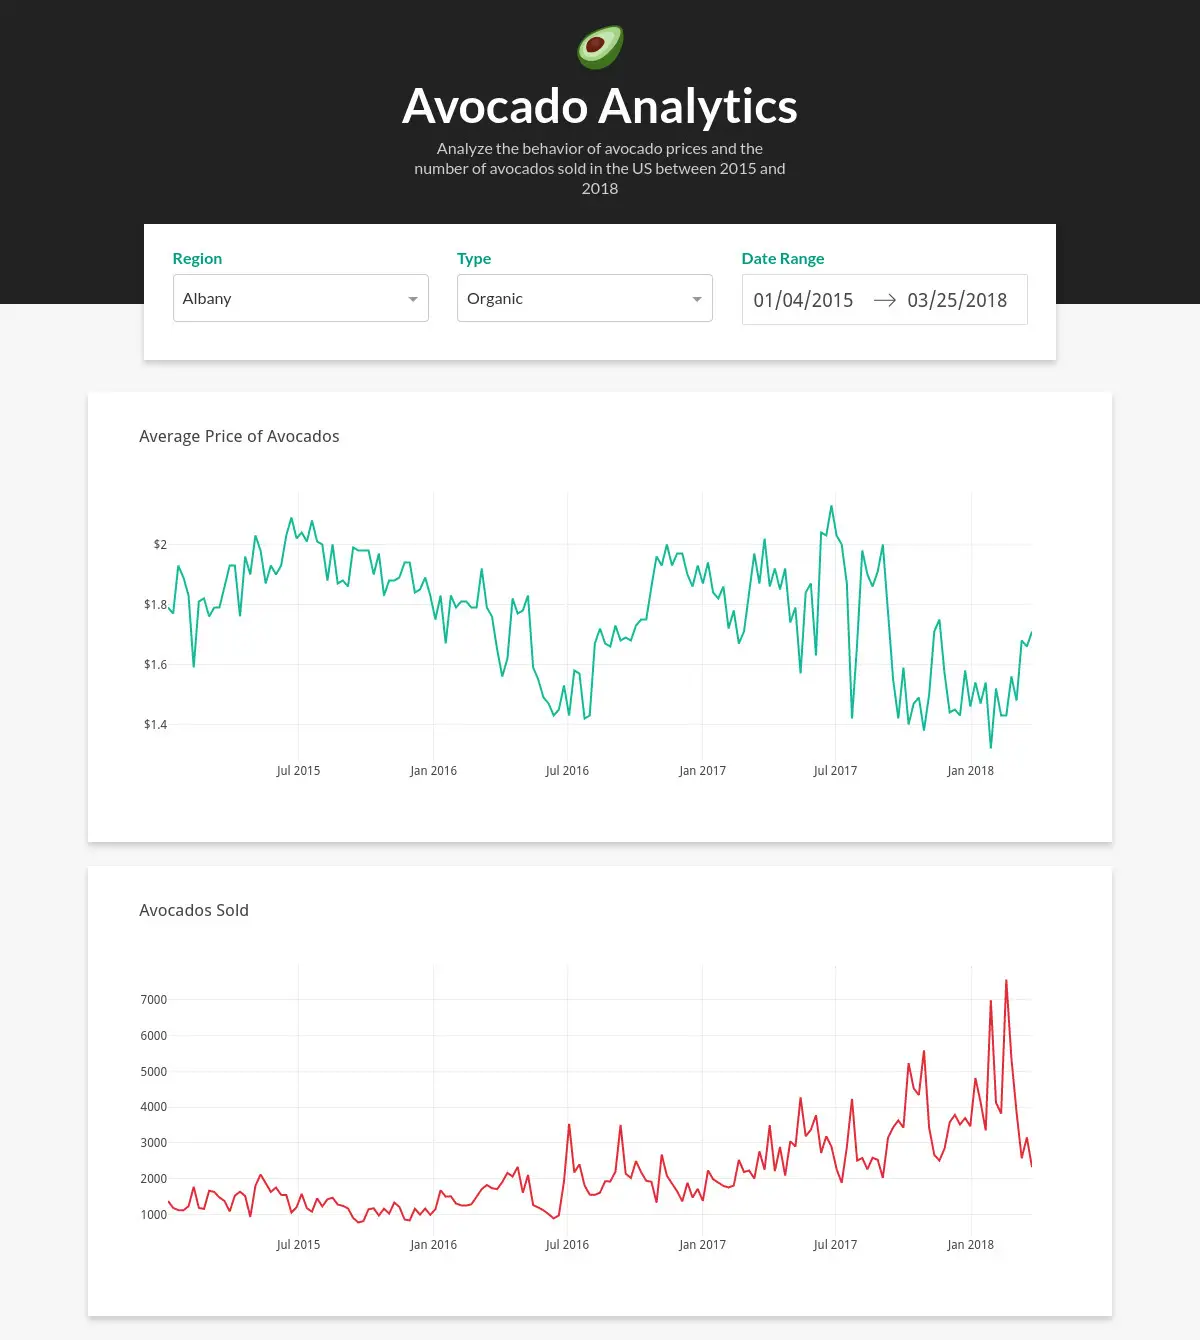 Avocado Analytics
Analyze the behavior of avocado prices and the
number of avocados sold in the US between 2015 and
2018
Region
Type
Date Range
Albany
Organic
01/04/2015 → 03/25/2018
Average Price of Avocados
$2
$1.8
$1.6
$1.4
Jul 2015
Jan 2016
Jul 2016
Jan 2017
Jul 2017
Jan 2018
Avocados Sold
7000
6000
5000
4000
3000
2000
1000
Jul 2015
Jan 2016
Jul 2016
Jan 2017
Jul 2017
Jan 2018